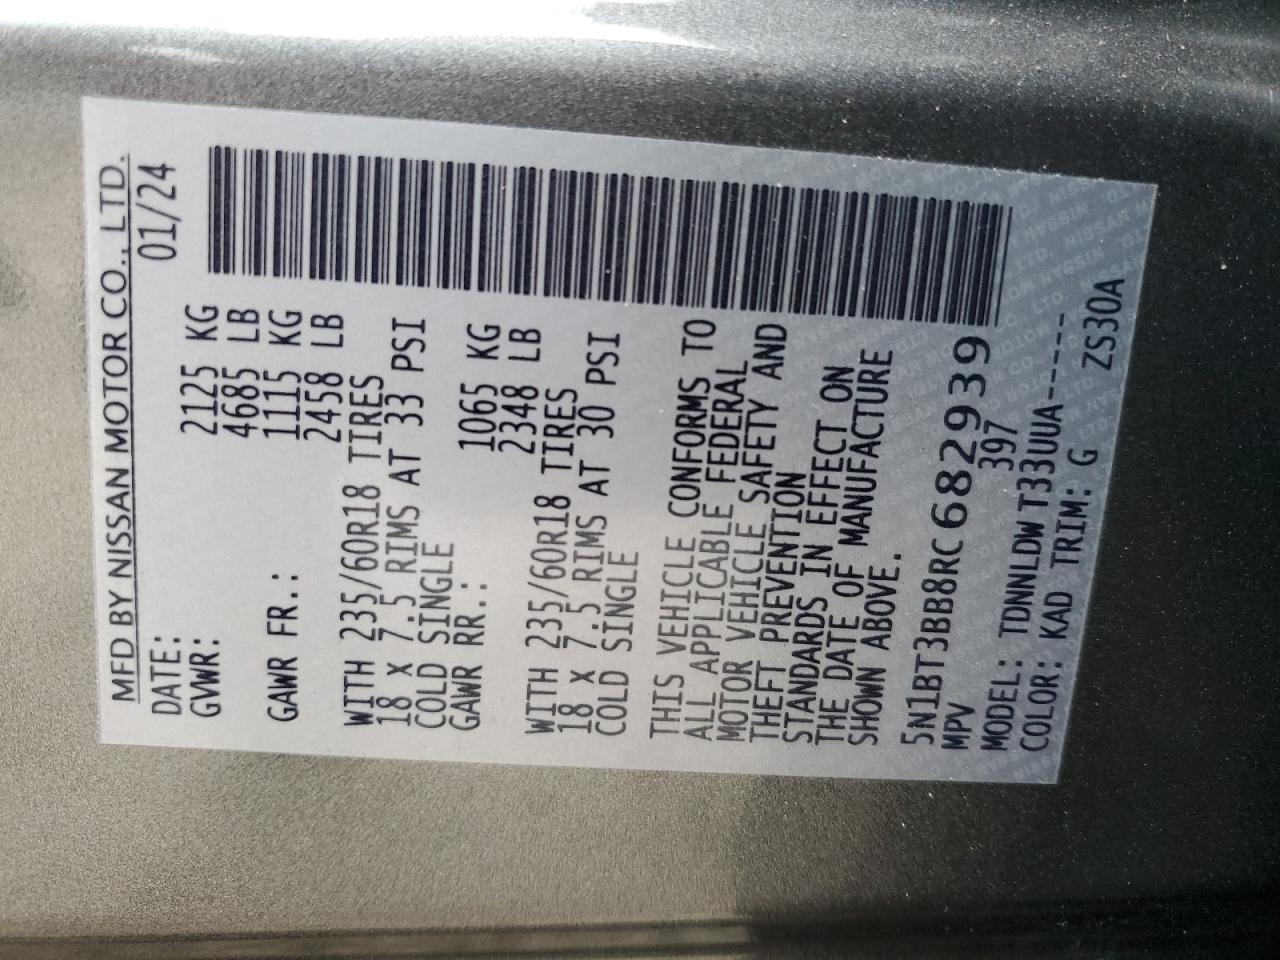 MFD BY NISSAN MOTOR CO., LTD.
DATE: 01/24
GVWR: 2125 KG
4685 LB
GAWR FR.: 1115 KG
2458 LB
WITH 235/60R18 TIRES
18 X 7.5 RIMS AT 33 PSI
COLD SINGLE
GAWR RR.: 1065 KG
2348 LB
WITH 235/60R18 TIRES
18 X 7.5 RIMS AT 30 PSI
COLD SINGLE
THIS VEHICLE CONFORMS TO
ALL APPLICABLE FEDERAL
MOTOR VEHICLE SAFETY AND
THEFT PREVENTION
STANDARDS IN EFFECT ON
THE DATE OF MANUFACTURE
SHOWN ABOVE.
5N1BT3BB8RC682939
MPV 397
MODEL: TDNNLDWT33UUA-----
COLOR: KAD TRIM: G ZS30A